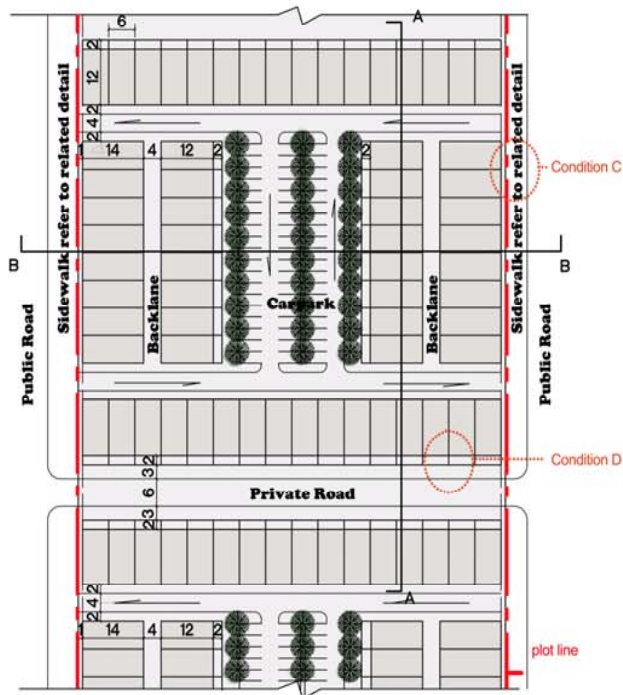 6
A
2
12
2
4
2
1 14 4 12 2
2
Sidewalk refer to related detail
Sidewalk refer to related detail
Condition C
B
B
Public Road
Backlane
Carpark
Backlane
Public Road
Condition D
2
3
6
Private Road
23
2
4
2
A
1 14 4 12 2
plot line